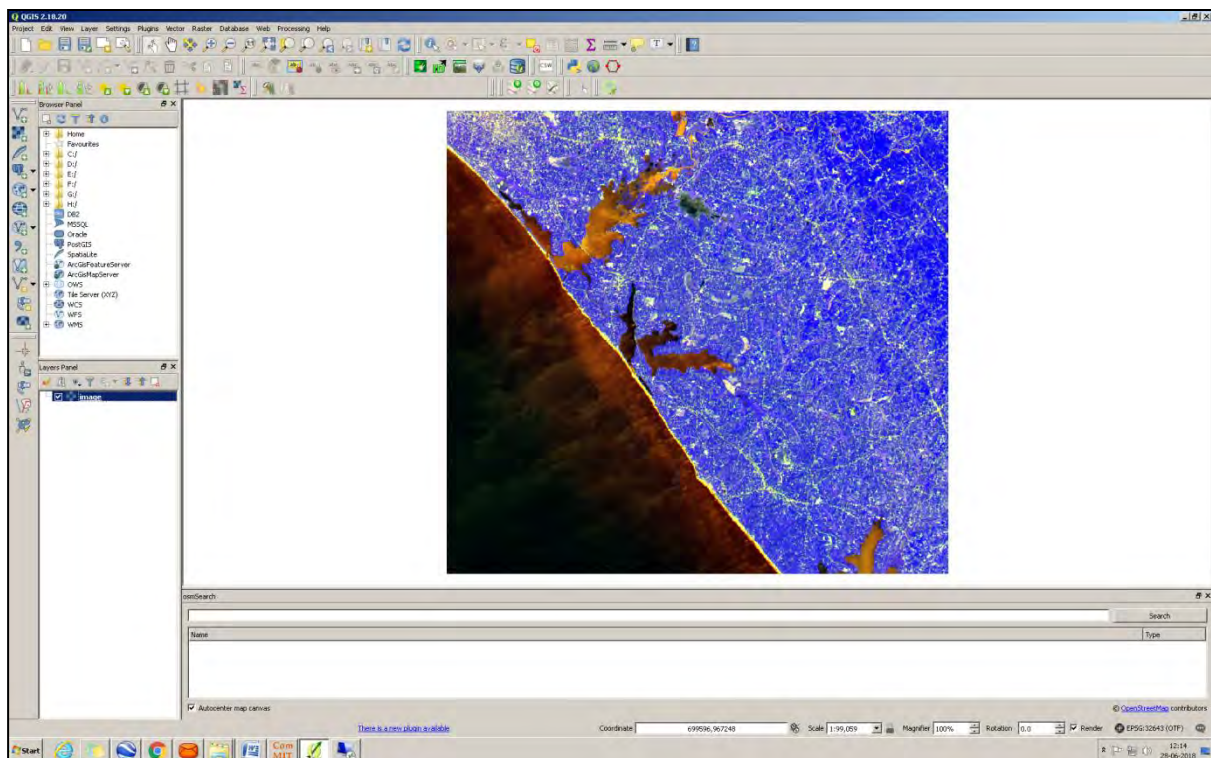 QGIS 2.18.20
Project Edit View Layer Settings Plugins Vector Raster Database Web Processing Help
CSW
Browser Panel
Home
Favourites
C:/
D:/
E:/
F:/
G:/
H:/
DB2
MSSQL
Oracle
PostGIS
SpatiaLite
ArcGisFeatureServer
ArcGisMapServer
OWS
Tile Server (XYZ)
WCS
WFS
WMS
Layers Panel
image
osmSearch
Search
Name Type
Autocenter map canvas © OpenStreetMap contributors
There is a new plugin available Coordinate 699596,967248 Scale 1:99,059 Magnifier 100% Rotation 0.0 Render EPSG:32643 (OTF)
Start Com MIT 12:14
28-06-2018